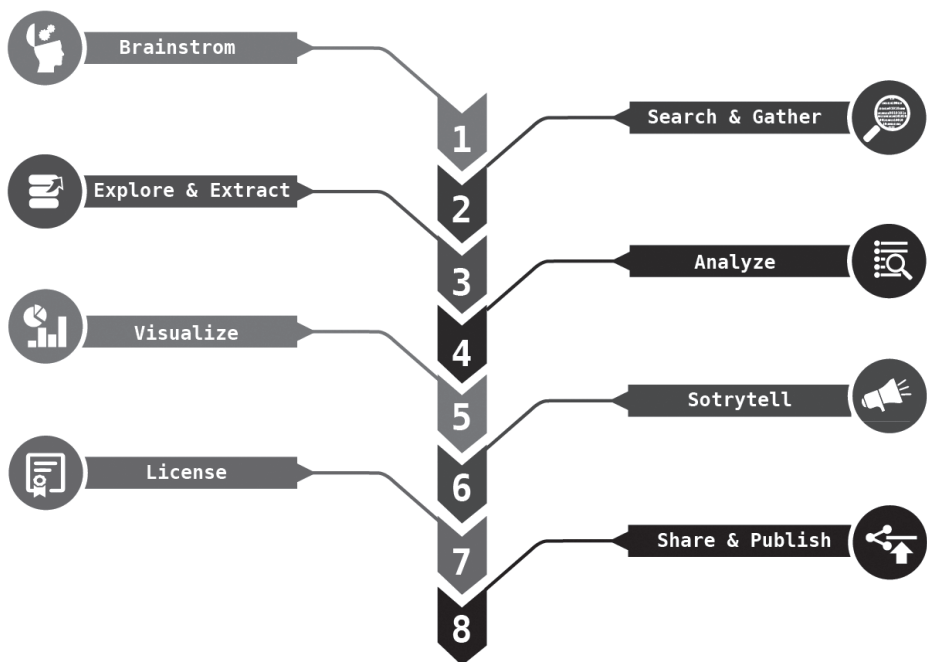 Brainstrom
1
Search & Gather
2
Explore & Extract
3
Analyze
4
Visualize
5
Sotrytell
6
License
7
Share & Publish
8